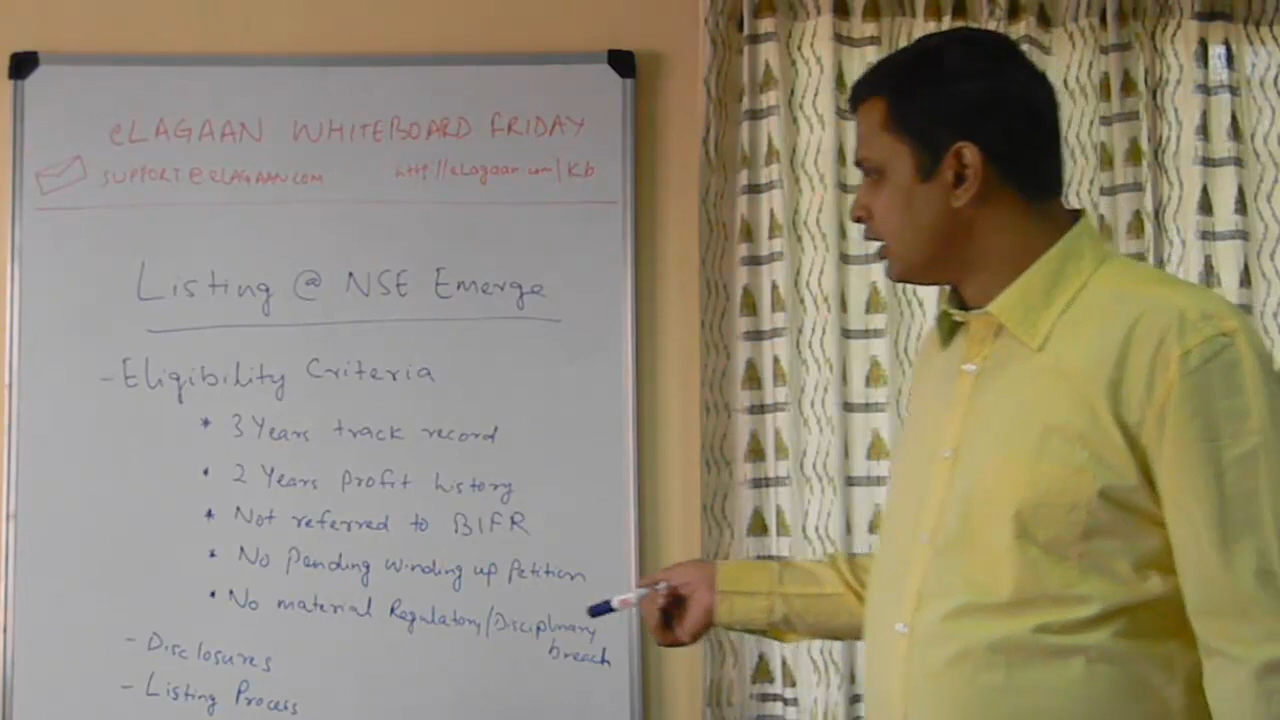 eLAGAAN WHITEBOARD FRIDAY
SUPPORT@eLAGAAN.COM http://eLagaan.com/Kb
Listing @ NSE Emerge
- Eligibility Criteria
* 3 Years track record
* 2 Years Profit history
* Not referred to BIFR
* No Pending winding up Petition
* No material Regulatory/Disciplinary
breach
- Disclosures
- Listing Process